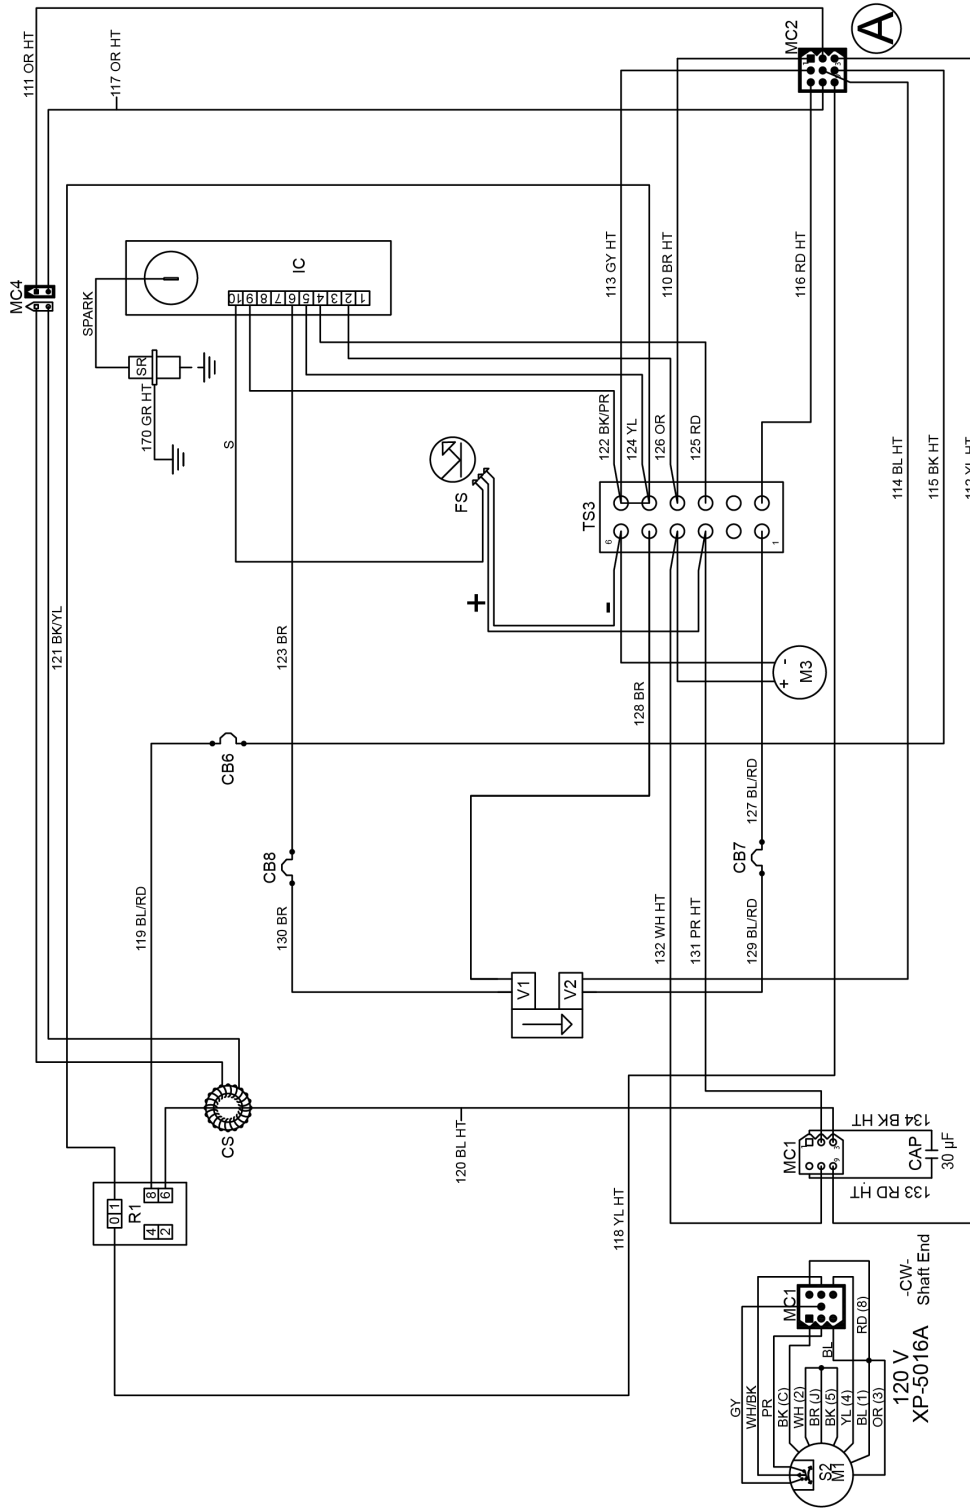 111 OR HT
117 OR HT
MC2
A
MC4
SPARK
SR
170 GR HT
IC
10 9 8 7 6 5 4 3 2 1
S
113 GY HT
110 BR HT
116 RD HT
122 BK/PR
124 YL
126 OR
125 RD
FS
TS3
6
1
+
-
114 BL HT
115 BK HT
121 BK/YL
123 BR
128 BR
+
-
M3
CB6
127 BL/RD
CB8
CB7
119 BL/RD
130 BR
132 WH HT
131 PR HT
129 BL/RD
V1
V2
CS
120 BL HT
MC1
1
3
9
134 BK HT
CAP
30 µF
133 RD HT
R1
0 1
8
6
4
2
118 YL HT
-CW-
Shaft End
MC1
120 V
XP-5016A
GY
WH/BK
PR
BK (C)
WH (2)
BR (J)
BK (5)
YL (4)
BL (1)
OR (3)
BL
RD (8)
S2
M1